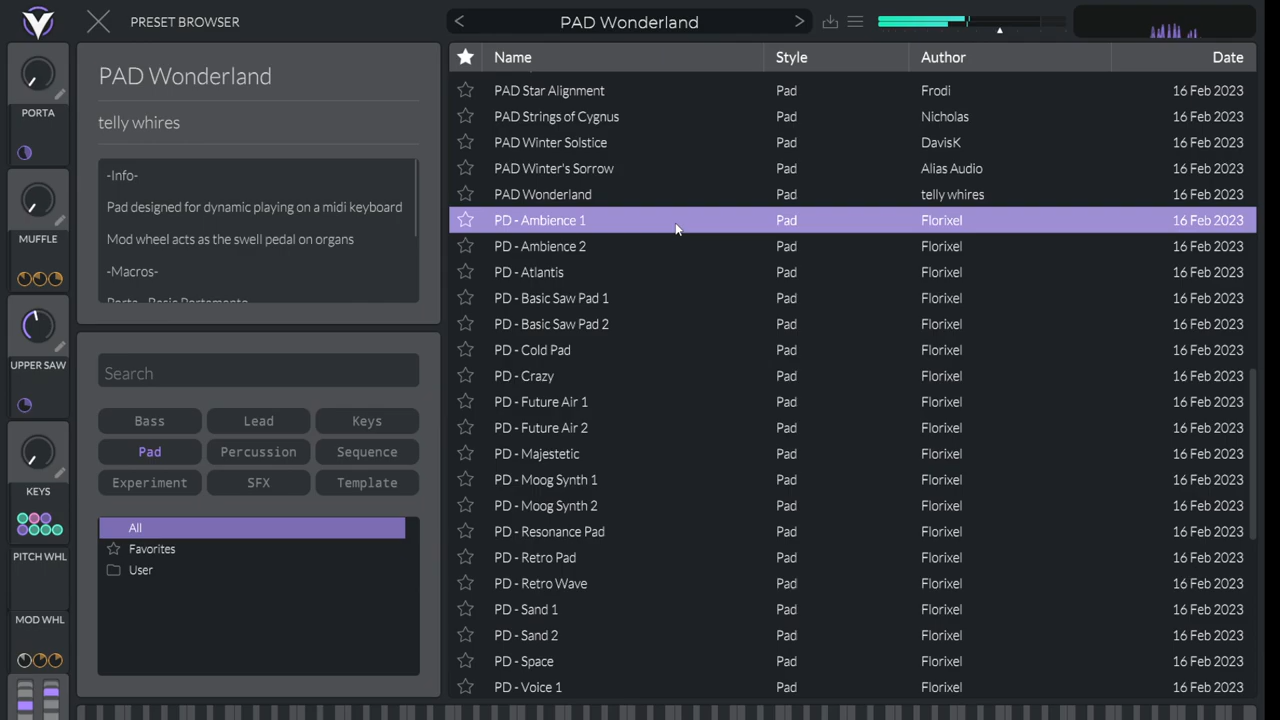 PRESET BROWSER
PAD Wonderland
PORTA
MUFFLE
UPPER SAW
KEYS
PITCH WHL
MOD WHL
PAD Wonderland
telly whires
-Info-
Pad designed for dynamic playing on a midi keyboard
Mod wheel acts as the swell pedal on organs
-Macros-
Porta - Basic Portamento
Search
Bass Lead Keys
Pad Percussion Sequence
Experiment SFX Template
All
Favorites
User
Name Style Author Date
PAD Star Alignment Pad Frodi 16 Feb 2023
PAD Strings of Cygnus Pad Nicholas 16 Feb 2023
PAD Winter Solstice Pad DavisK 16 Feb 2023
PAD Winter's Sorrow Pad Alias Audio 16 Feb 2023
PAD Wonderland Pad telly whires 16 Feb 2023
PD - Ambience 1 Pad Florixel 16 Feb 2023
PD - Ambience 2 Pad Florixel 16 Feb 2023
PD - Atlantis Pad Florixel 16 Feb 2023
PD - Basic Saw Pad 1 Pad Florixel 16 Feb 2023
PD - Basic Saw Pad 2 Pad Florixel 16 Feb 2023
PD - Cold Pad Pad Florixel 16 Feb 2023
PD - Crazy Pad Florixel 16 Feb 2023
PD - Future Air 1 Pad Florixel 16 Feb 2023
PD - Future Air 2 Pad Florixel 16 Feb 2023
PD - Majestetic Pad Florixel 16 Feb 2023
PD - Moog Synth 1 Pad Florixel 16 Feb 2023
PD - Moog Synth 2 Pad Florixel 16 Feb 2023
PD - Resonance Pad Pad Florixel 16 Feb 2023
PD - Retro Pad Pad Florixel 16 Feb 2023
PD - Retro Wave Pad Florixel 16 Feb 2023
PD - Sand 1 Pad Florixel 16 Feb 2023
PD - Sand 2 Pad Florixel 16 Feb 2023
PD - Space Pad Florixel 16 Feb 2023
PD - Voice 1 Pad Florixel 16 Feb 2023